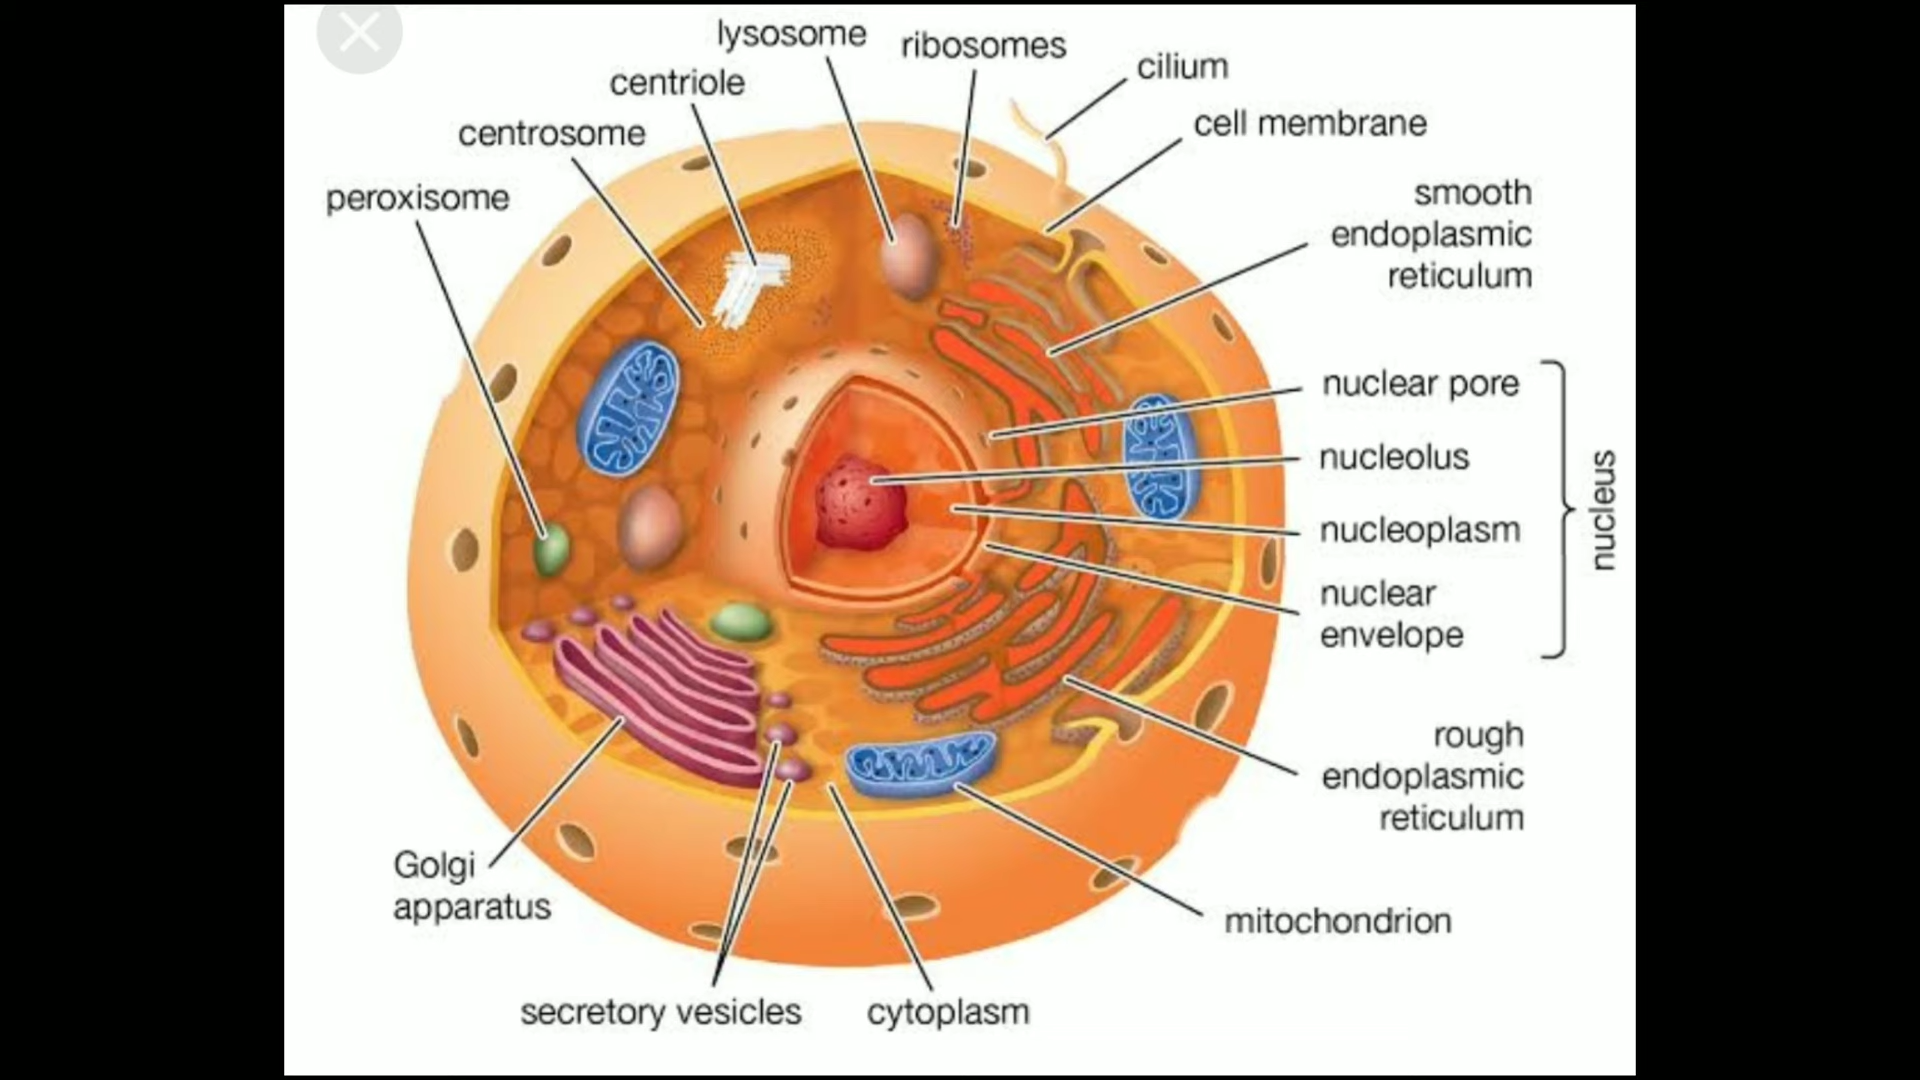 lysosome
ribosomes
cilium
centriole
cell membrane
centrosome
peroxisome
smooth
endoplasmic
reticulum
nuclear pore
nucleolus
nucleoplasm
nuclear
envelope
nucleus
rough
endoplasmic
reticulum
Golgi
apparatus
mitochondrion
secretory vesicles
cytoplasm